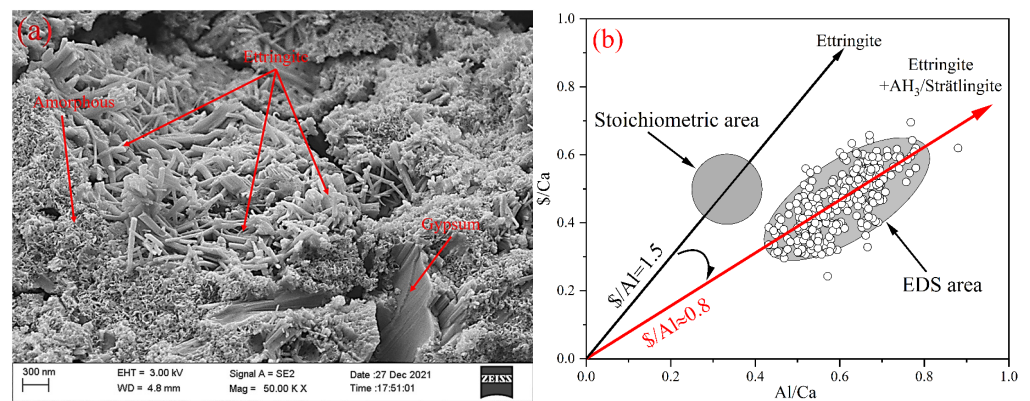 (a)
Ettringite
Amorphous
Gypsum
300 nm
EHT = 3.00 kV
WD = 4.8 mm
Signal A = SE2
Mag = 50.00 K X
Date :27 Dec 2021
Time :17:51:01
ZEISS
(b)
$/Ca
1.0
0.8
0.6
0.4
0.2
0.0
Ettringite
Ettringite
+AH₃/Strätlingite
Stoichiometric area
$/Al=1.5
$/Al≈0.8
EDS area
0.0 0.2 0.4 0.6 0.8 1.0
Al/Ca